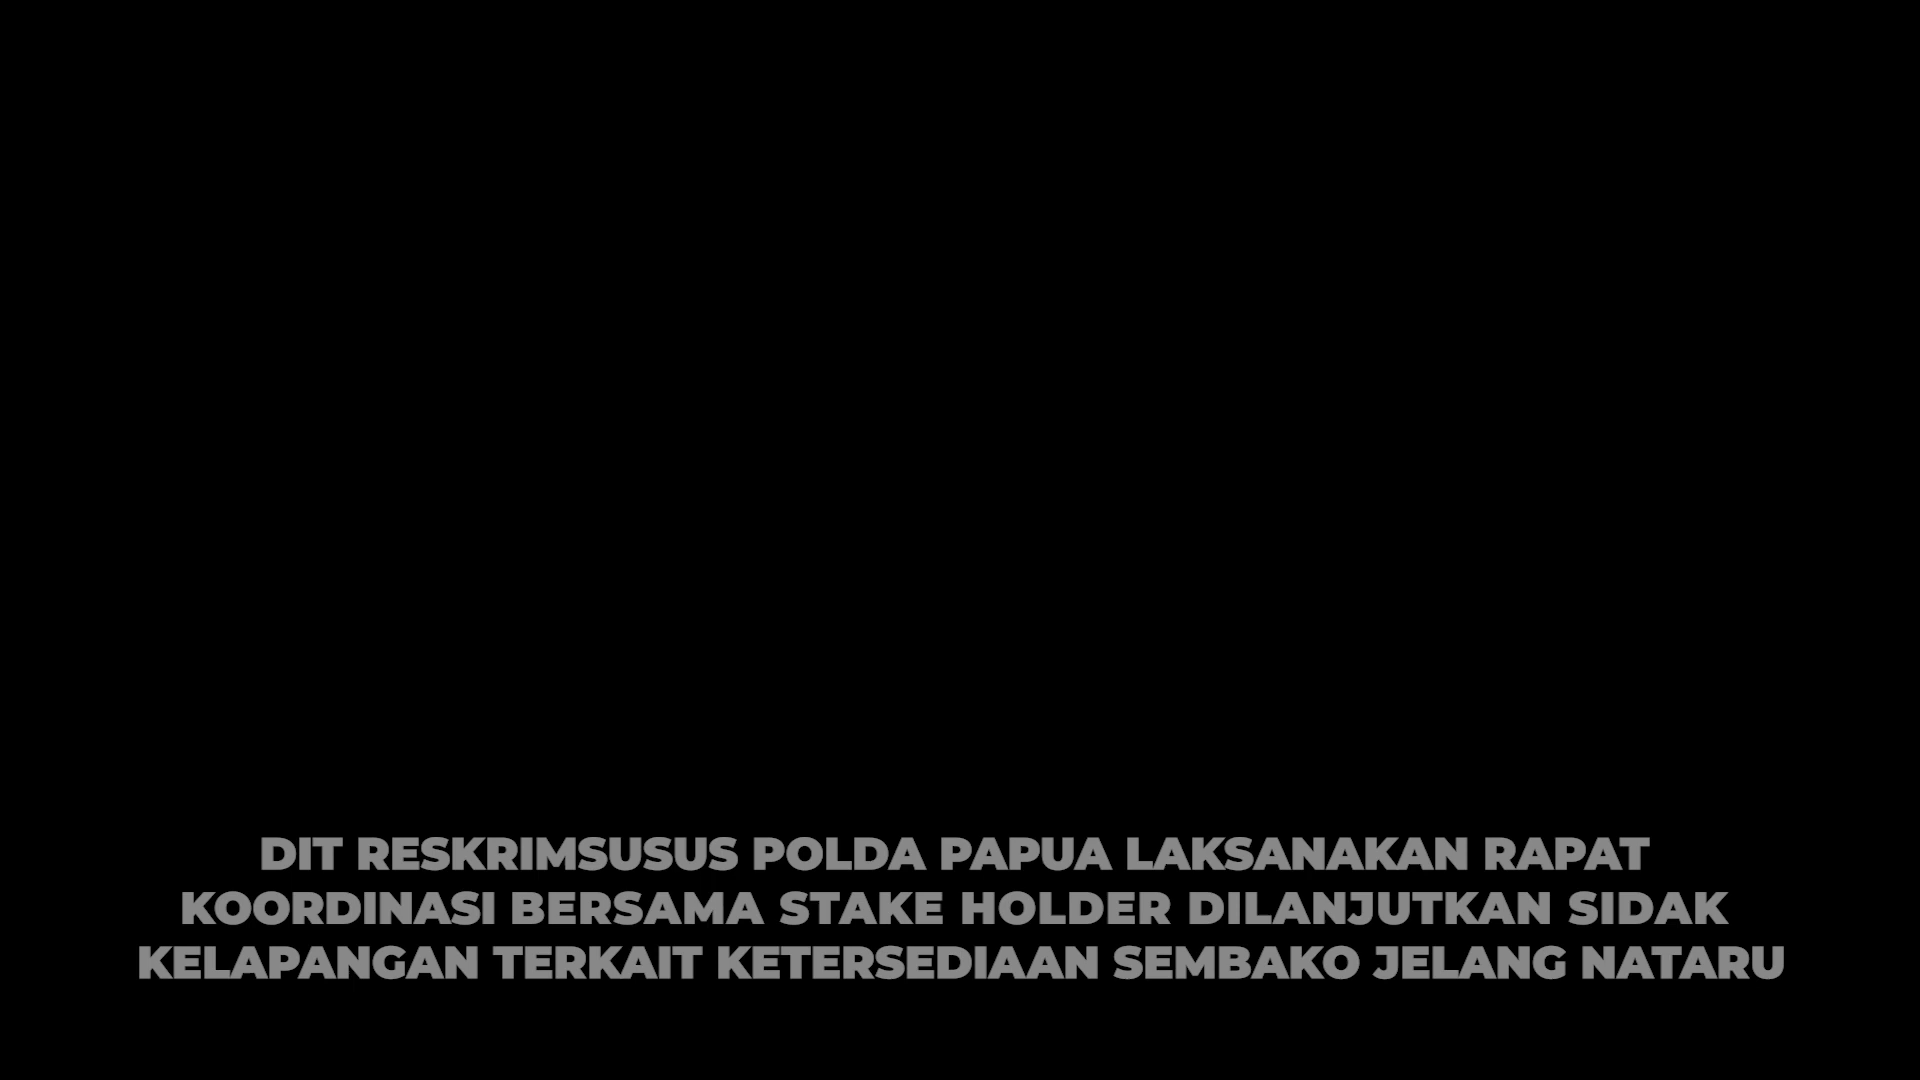 DIT RESKRIMSUSUS POLDA PAPUA LAKSANAKAN RAPAT
KOORDINASI BERSAMA STAKE HOLDER DILANJUTKAN SIDAK
KELAPANGAN TERKAIT KETERSEDIAAN SEMBAKO JELANG NATARU